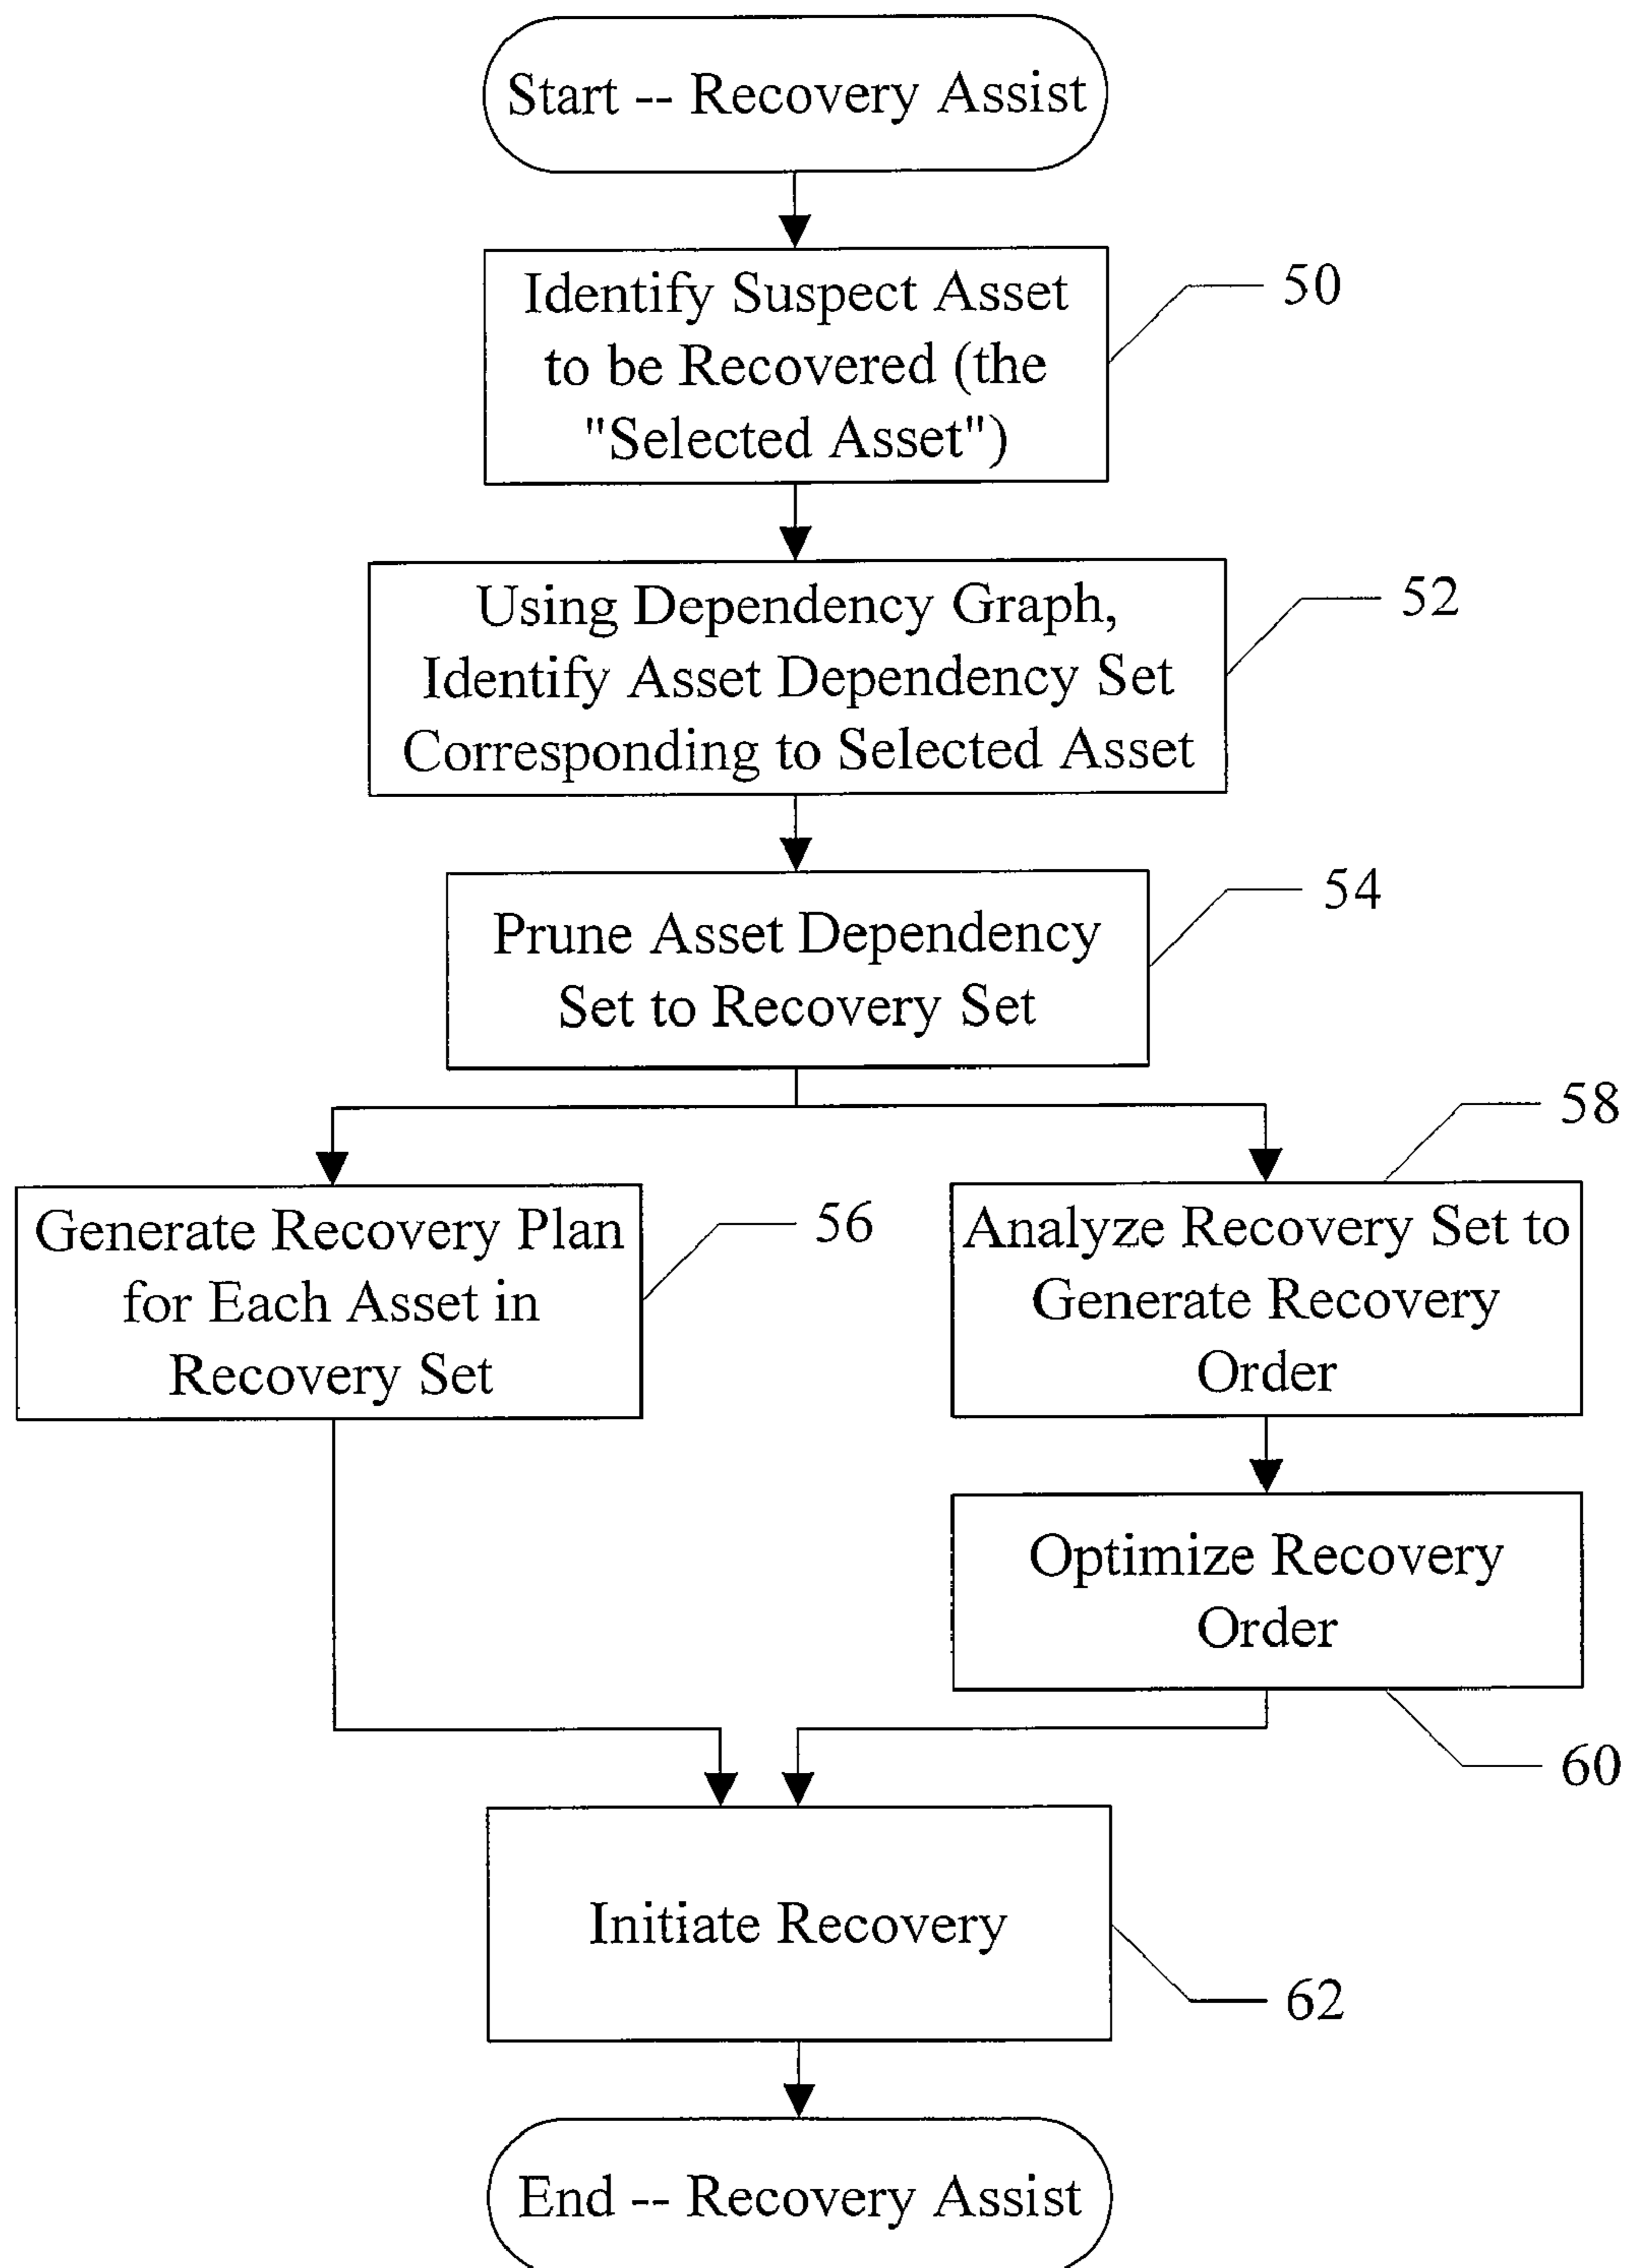 Start -- Recovery Assist
Identify Suspect Asset
to be Recovered (the
"Selected Asset")
50
Using Dependency Graph,
Identify Asset Dependency Set
Corresponding to Selected Asset
52
Prune Asset Dependency
Set to Recovery Set
54
Generate Recovery Plan
for Each Asset in
Recovery Set
56
Analyze Recovery Set to
Generate Recovery
Order
58
Optimize Recovery
Order
60
Initiate Recovery
62
End -- Recovery Assist